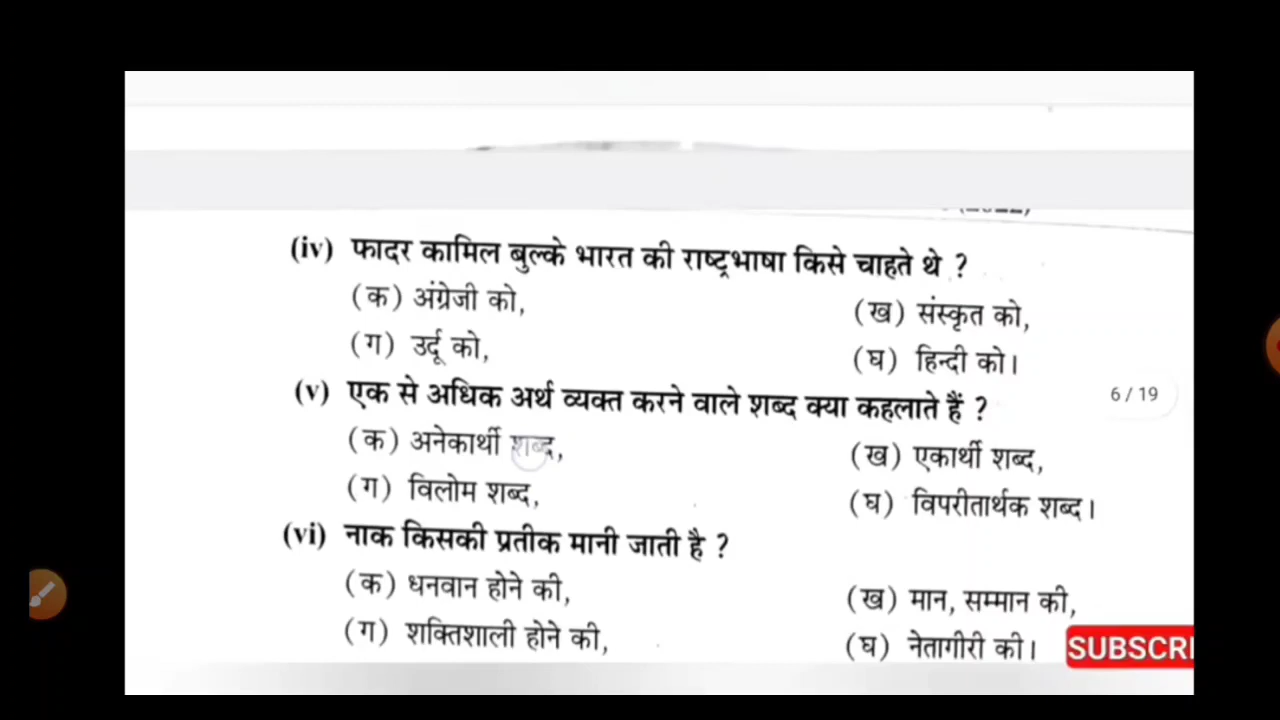 (iv) फादर कामिल बुल्के भारत की राष्ट्रभाषा किसे चाहते थे ?
(क) अंग्रेजी को, (ख) संस्कृत को,
(ग) उर्दू को, (घ) हिन्दी को।
(v) एक से अधिक अर्थ व्यक्त करने वाले शब्द क्या कहलाते हैं ?
6 / 19
(क) अनेकार्थी शब्द, (ख) एकार्थी शब्द,
(ग) विलोम शब्द, (घ) विपरीतार्थक शब्द।
(vi) नाक किसकी प्रतीक मानी जाती है ?
(क) धनवान होने की, (ख) मान, सम्मान की,
(ग) शक्तिशाली होने की, (घ) नेतागीरी की।
SUBSCRI